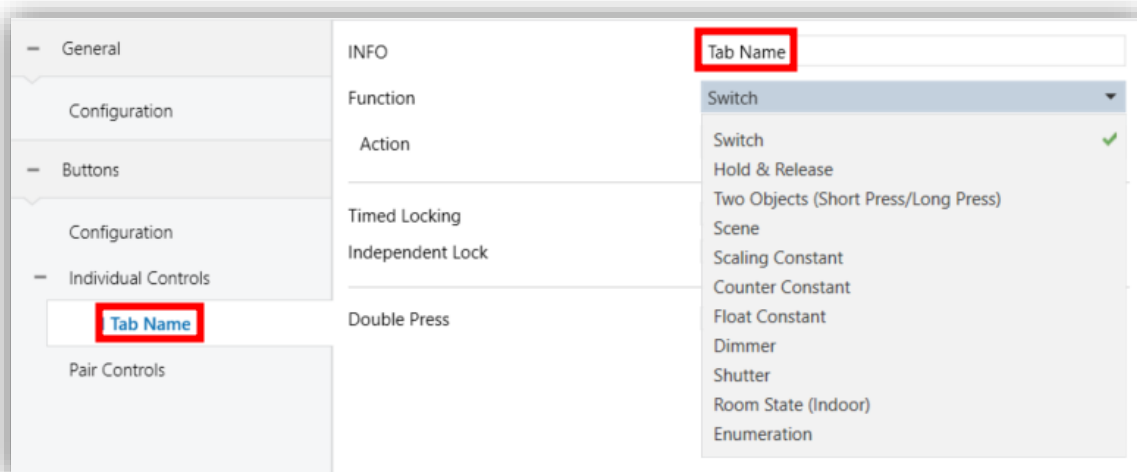 General
Configuration
Buttons
Configuration
Individual Controls
Tab Name
Pair Controls
INFO
Tab Name
Function
Switch
Action
Timed Locking
Independent Lock
Double Press
Switch
Hold & Release
Two Objects (Short Press/Long Press)
Scene
Scaling Constant
Counter Constant
Float Constant
Dimmer
Shutter
Room State (Indoor)
Enumeration